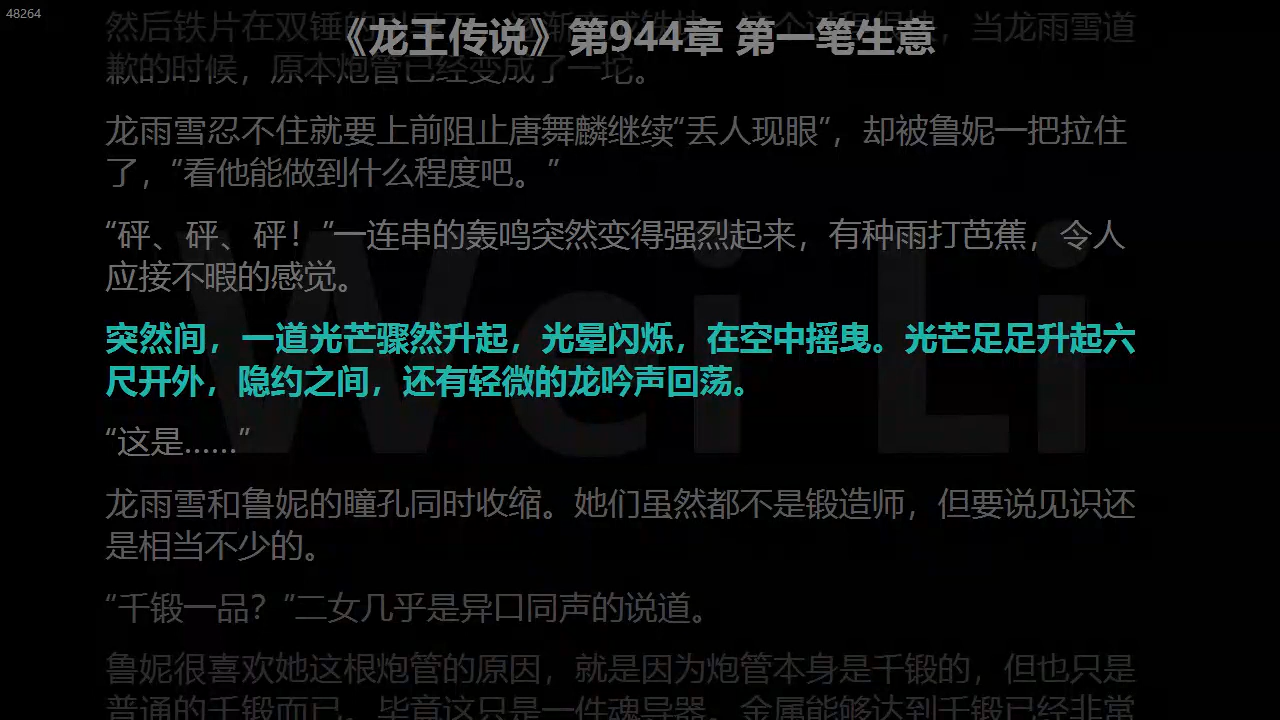 48264
《龙王传说》第944章 第一笔生意
然后铁片在双锤的
当龙雨雪道
歉的时候，原本炮管已经变成了一坨。
龙雨雪忍不住就要上前阻止唐舞麟继续“丢人现眼”，却被鲁妮一把拉住
了，“看他能做到什么程度吧。”
“砰、砰、砰！”一连串的轰鸣突然变得强烈起来，有种雨打芭蕉，令人
应接不暇的感觉。
突然间，一道光芒骤然升起，光晕闪烁，在空中摇曳。光芒足足升起六
尺开外，隐约之间，还有轻微的龙吟声回荡。
“这是……”
龙雨雪和鲁妮的瞳孔同时收缩。她们虽然都不是锻造师，但要说见识还
是相当不少的。
“千锻一品？”二女几乎是异口同声的说道。
鲁妮很喜欢她这根炮管的原因，就是因为炮管本身是千锻的，但也只是
普通的千锻而已。毕竟这只是一件魂导器。金属能够达到千锻已经非常
Wei Li